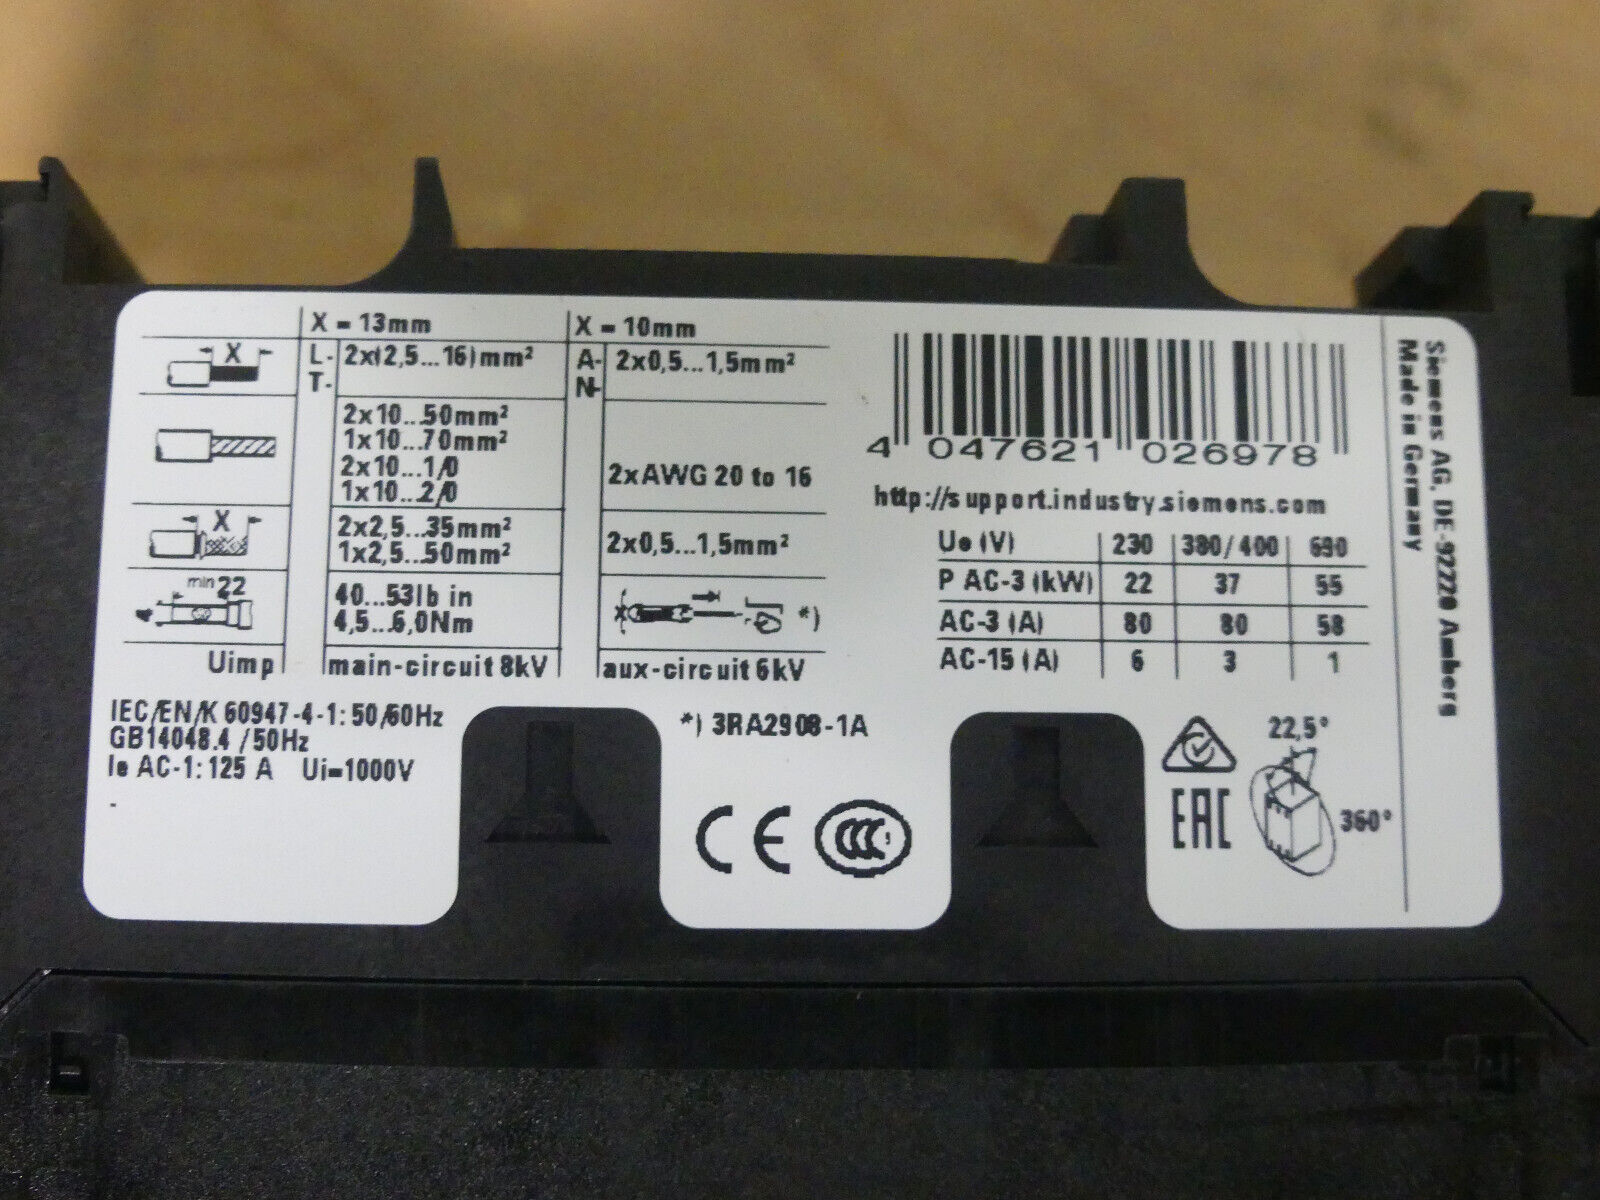 X = 13mm
X = 10mm
X
L-
T-
2x(2,5...16)mm²
A-
N-
2x0,5...1,5mm²
2x10...50mm²
1x10...70mm²
2x10...1/0
1x10...2/0
2xAWG 20 to 16
X
2x2,5...35mm²
1x2,5...50mm²
2x0,5...1,5mm²
min 22
40...53lb in
4,5...6,0Nm
X
*)
Uimp
main-circuit 8kV
aux-circuit 6kV
IEC/EN/K 60947-4-1: 50/60Hz
GB14048.4 /50Hz
Ie AC-1: 125 A Ui=1000V
-
*) 3RA2908-1A
CE
CCC
4 047621 026978
http://support.industry.siemens.com
Ue (V) 230 380/400 690
P AC-3 (kW) 22 37 55
AC-3 (A) 80 80 58
AC-15 (A) 6 3 1
22,5°
EAC
360°
Siemens AG, DE-92220 Amberg
Made in Germany